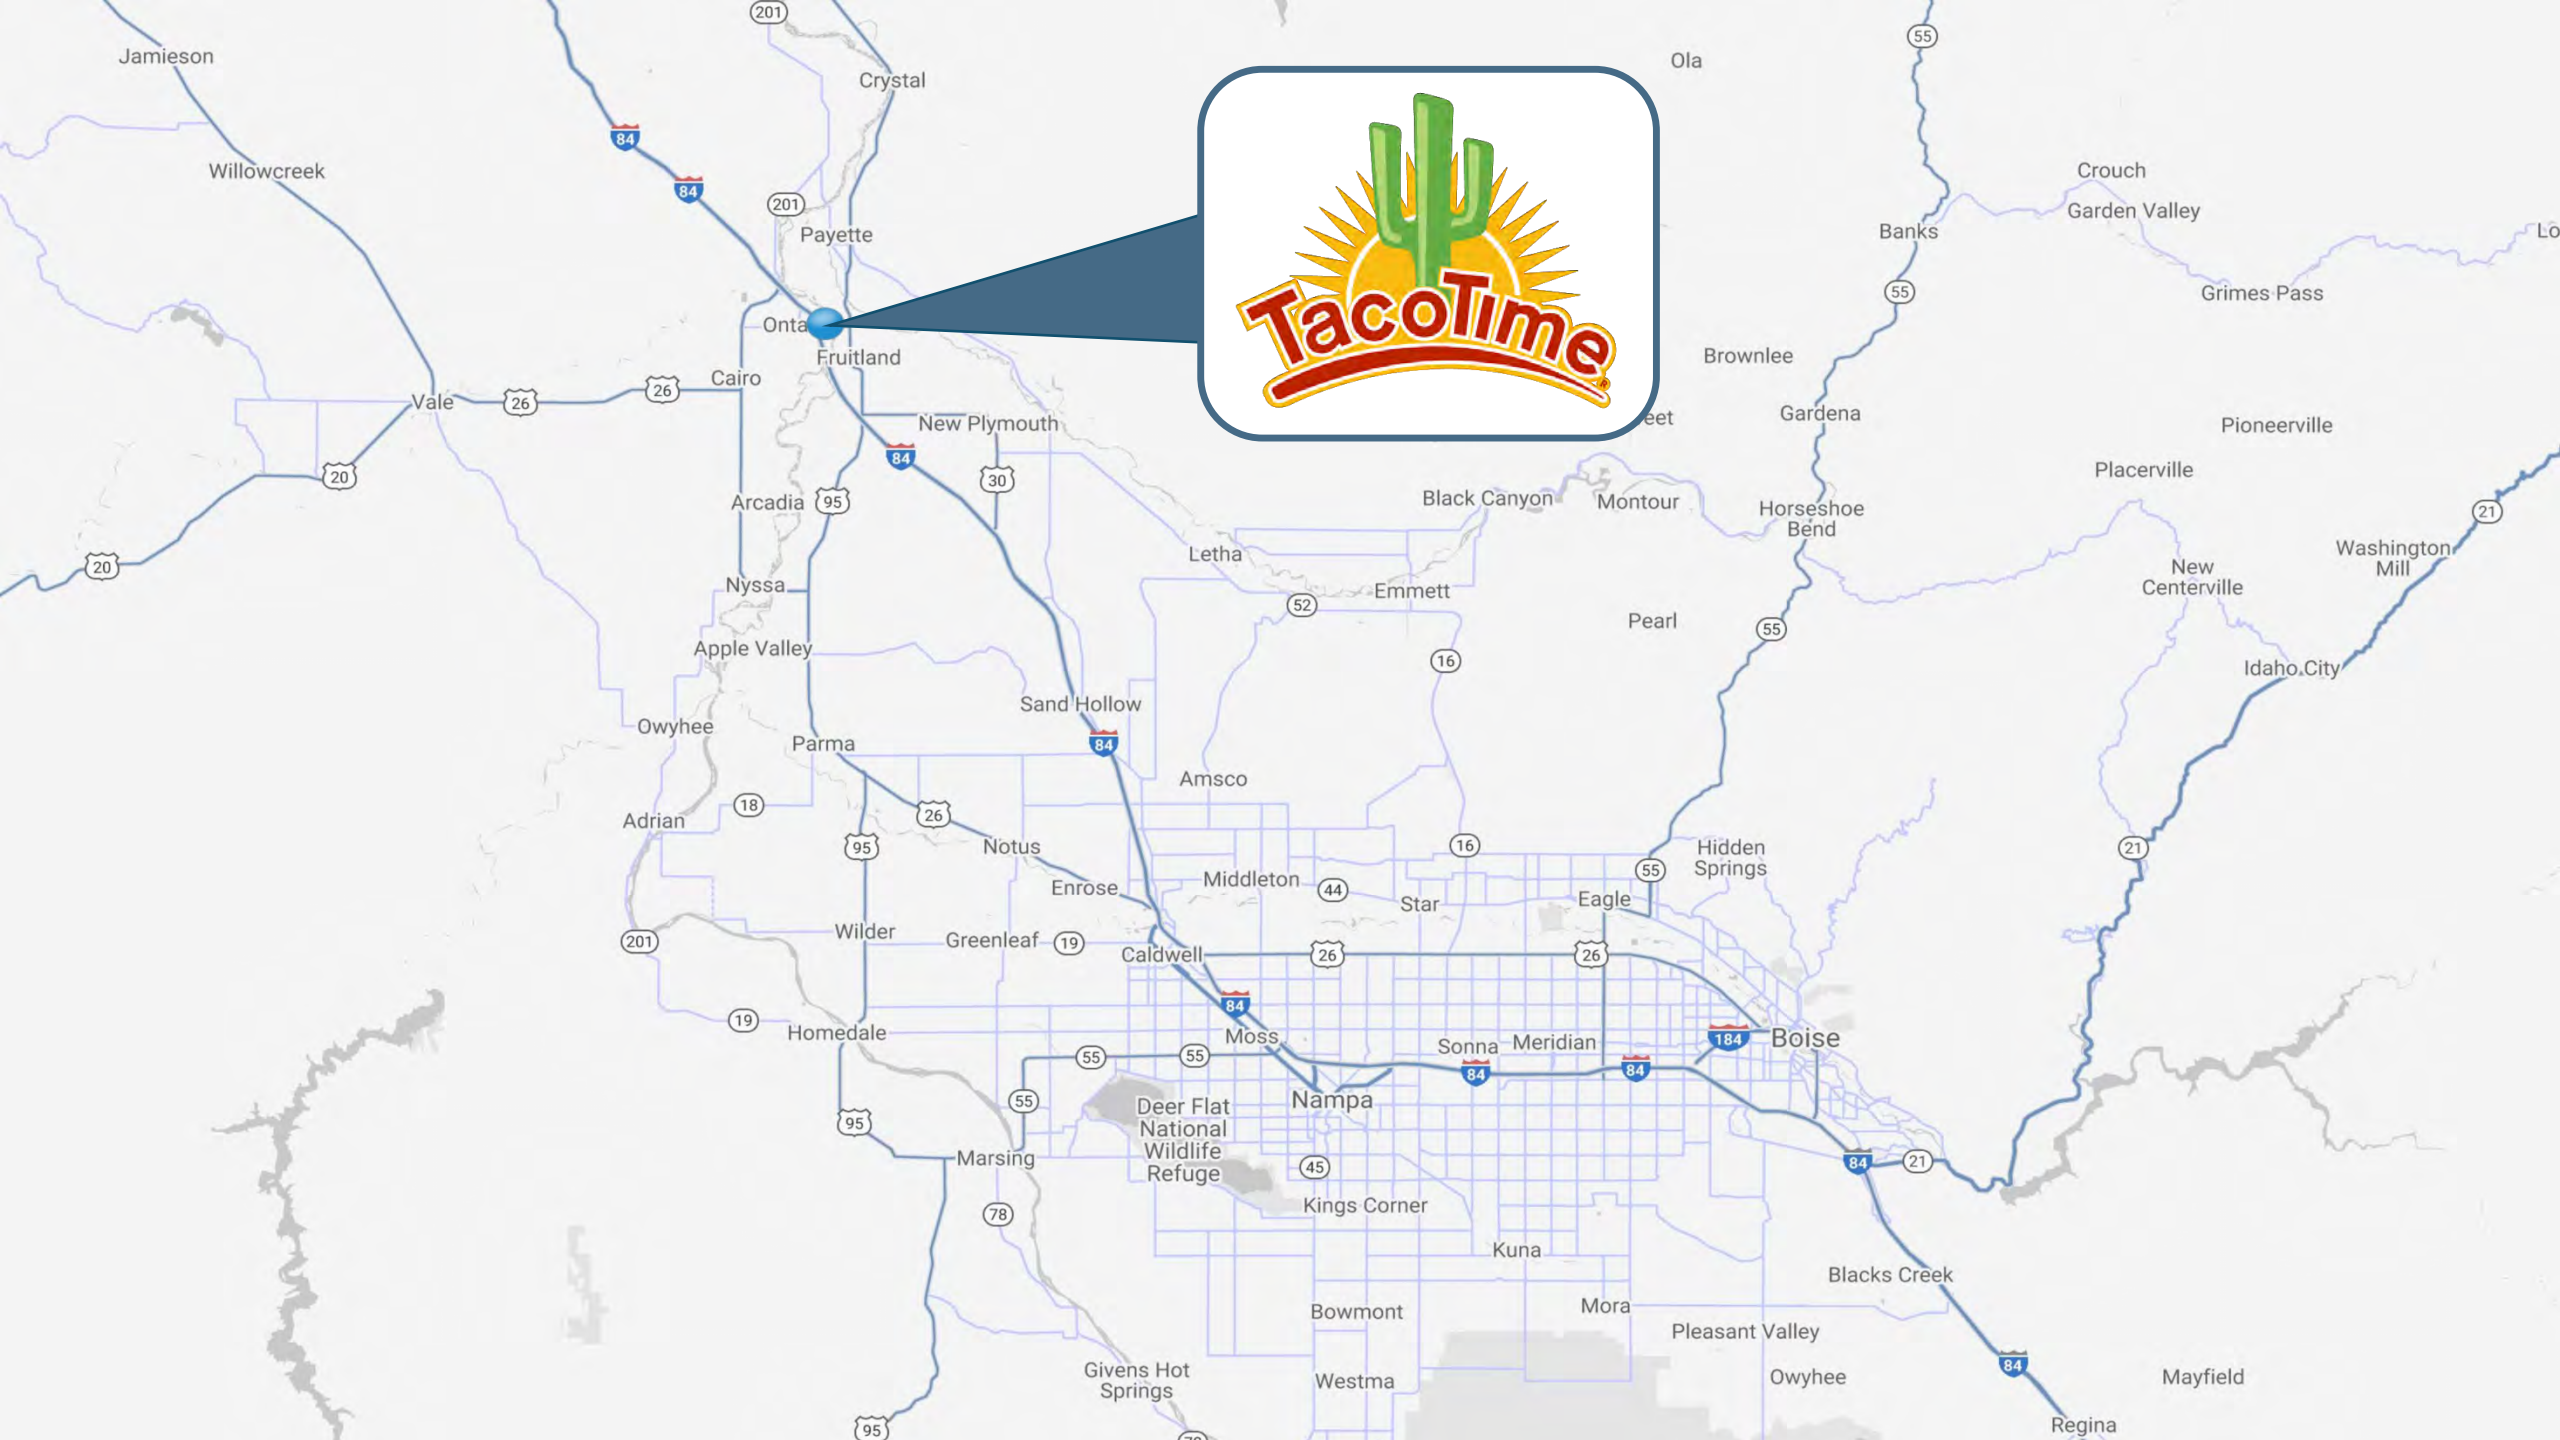 201
55
Jamieson
Ola
Crystal
84
Willowcreek
84
Crouch
201
Garden Valley
Payette
Banks
Lo
55
Grimes Pass
TacoTime®
Onta
Fruitland
Brownlee
Cairo
26
26
Vale
eet
Gardena
New Plymouth
Pioneerville
84
20
30
Placerville
Arcadia
95
Black Canyon
Montour
Horseshoe
Bend
21
Letha
Washington
Mill
20
New
Centerville
Nyssa
Emmett
52
Pearl
55
Apple Valley
16
Idaho City
Sand Hollow
Owyhee
Parma
84
Amsco
18
26
Adrian
95
Notus
16
Hidden
Springs
21
Enrose
Middleton
44
55
Star
Eagle
Wilder
Greenleaf
19
201
Caldwell
26
26
84
19
Homedale
Moss
Sonna
Meridian
184
Boise
55
55
84
84
Nampa
55
Deer Flat
National
Wildlife
Refuge
95
Marsing
45
84
21
78
Kings Corner
Kuna
Blacks Creek
Bowmont
Mora
Pleasant Valley
84
Givens Hot
Springs
Westma
Owyhee
Mayfield
95
Regina